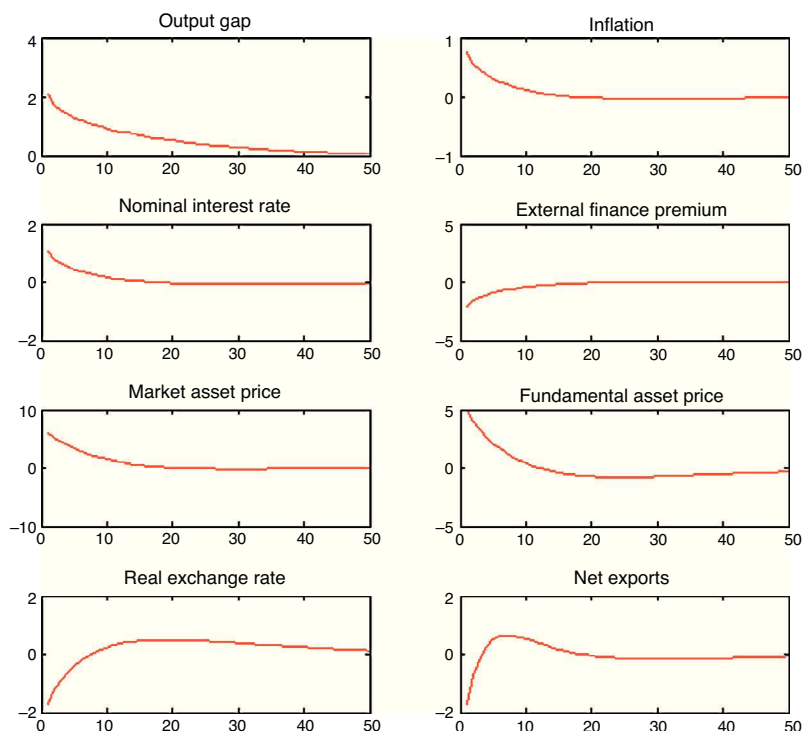 Output gap
4
2
0
0 10 20 30 40 50
Inflation
1
0
−1
0 10 20 30 40 50
Nominal interest rate
2
0
−2
0 10 20 30 40 50
External finance premium
5
0
−5
0 10 20 30 40 50
Market asset price
10
0
−10
0 10 20 30 40 50
Fundamental asset price
5
0
−5
0 10 20 30 40 50
Real exchange rate
2
0
−2
0 10 20 30 40 50
Net exports
2
0
−2
0 10 20 30 40 50